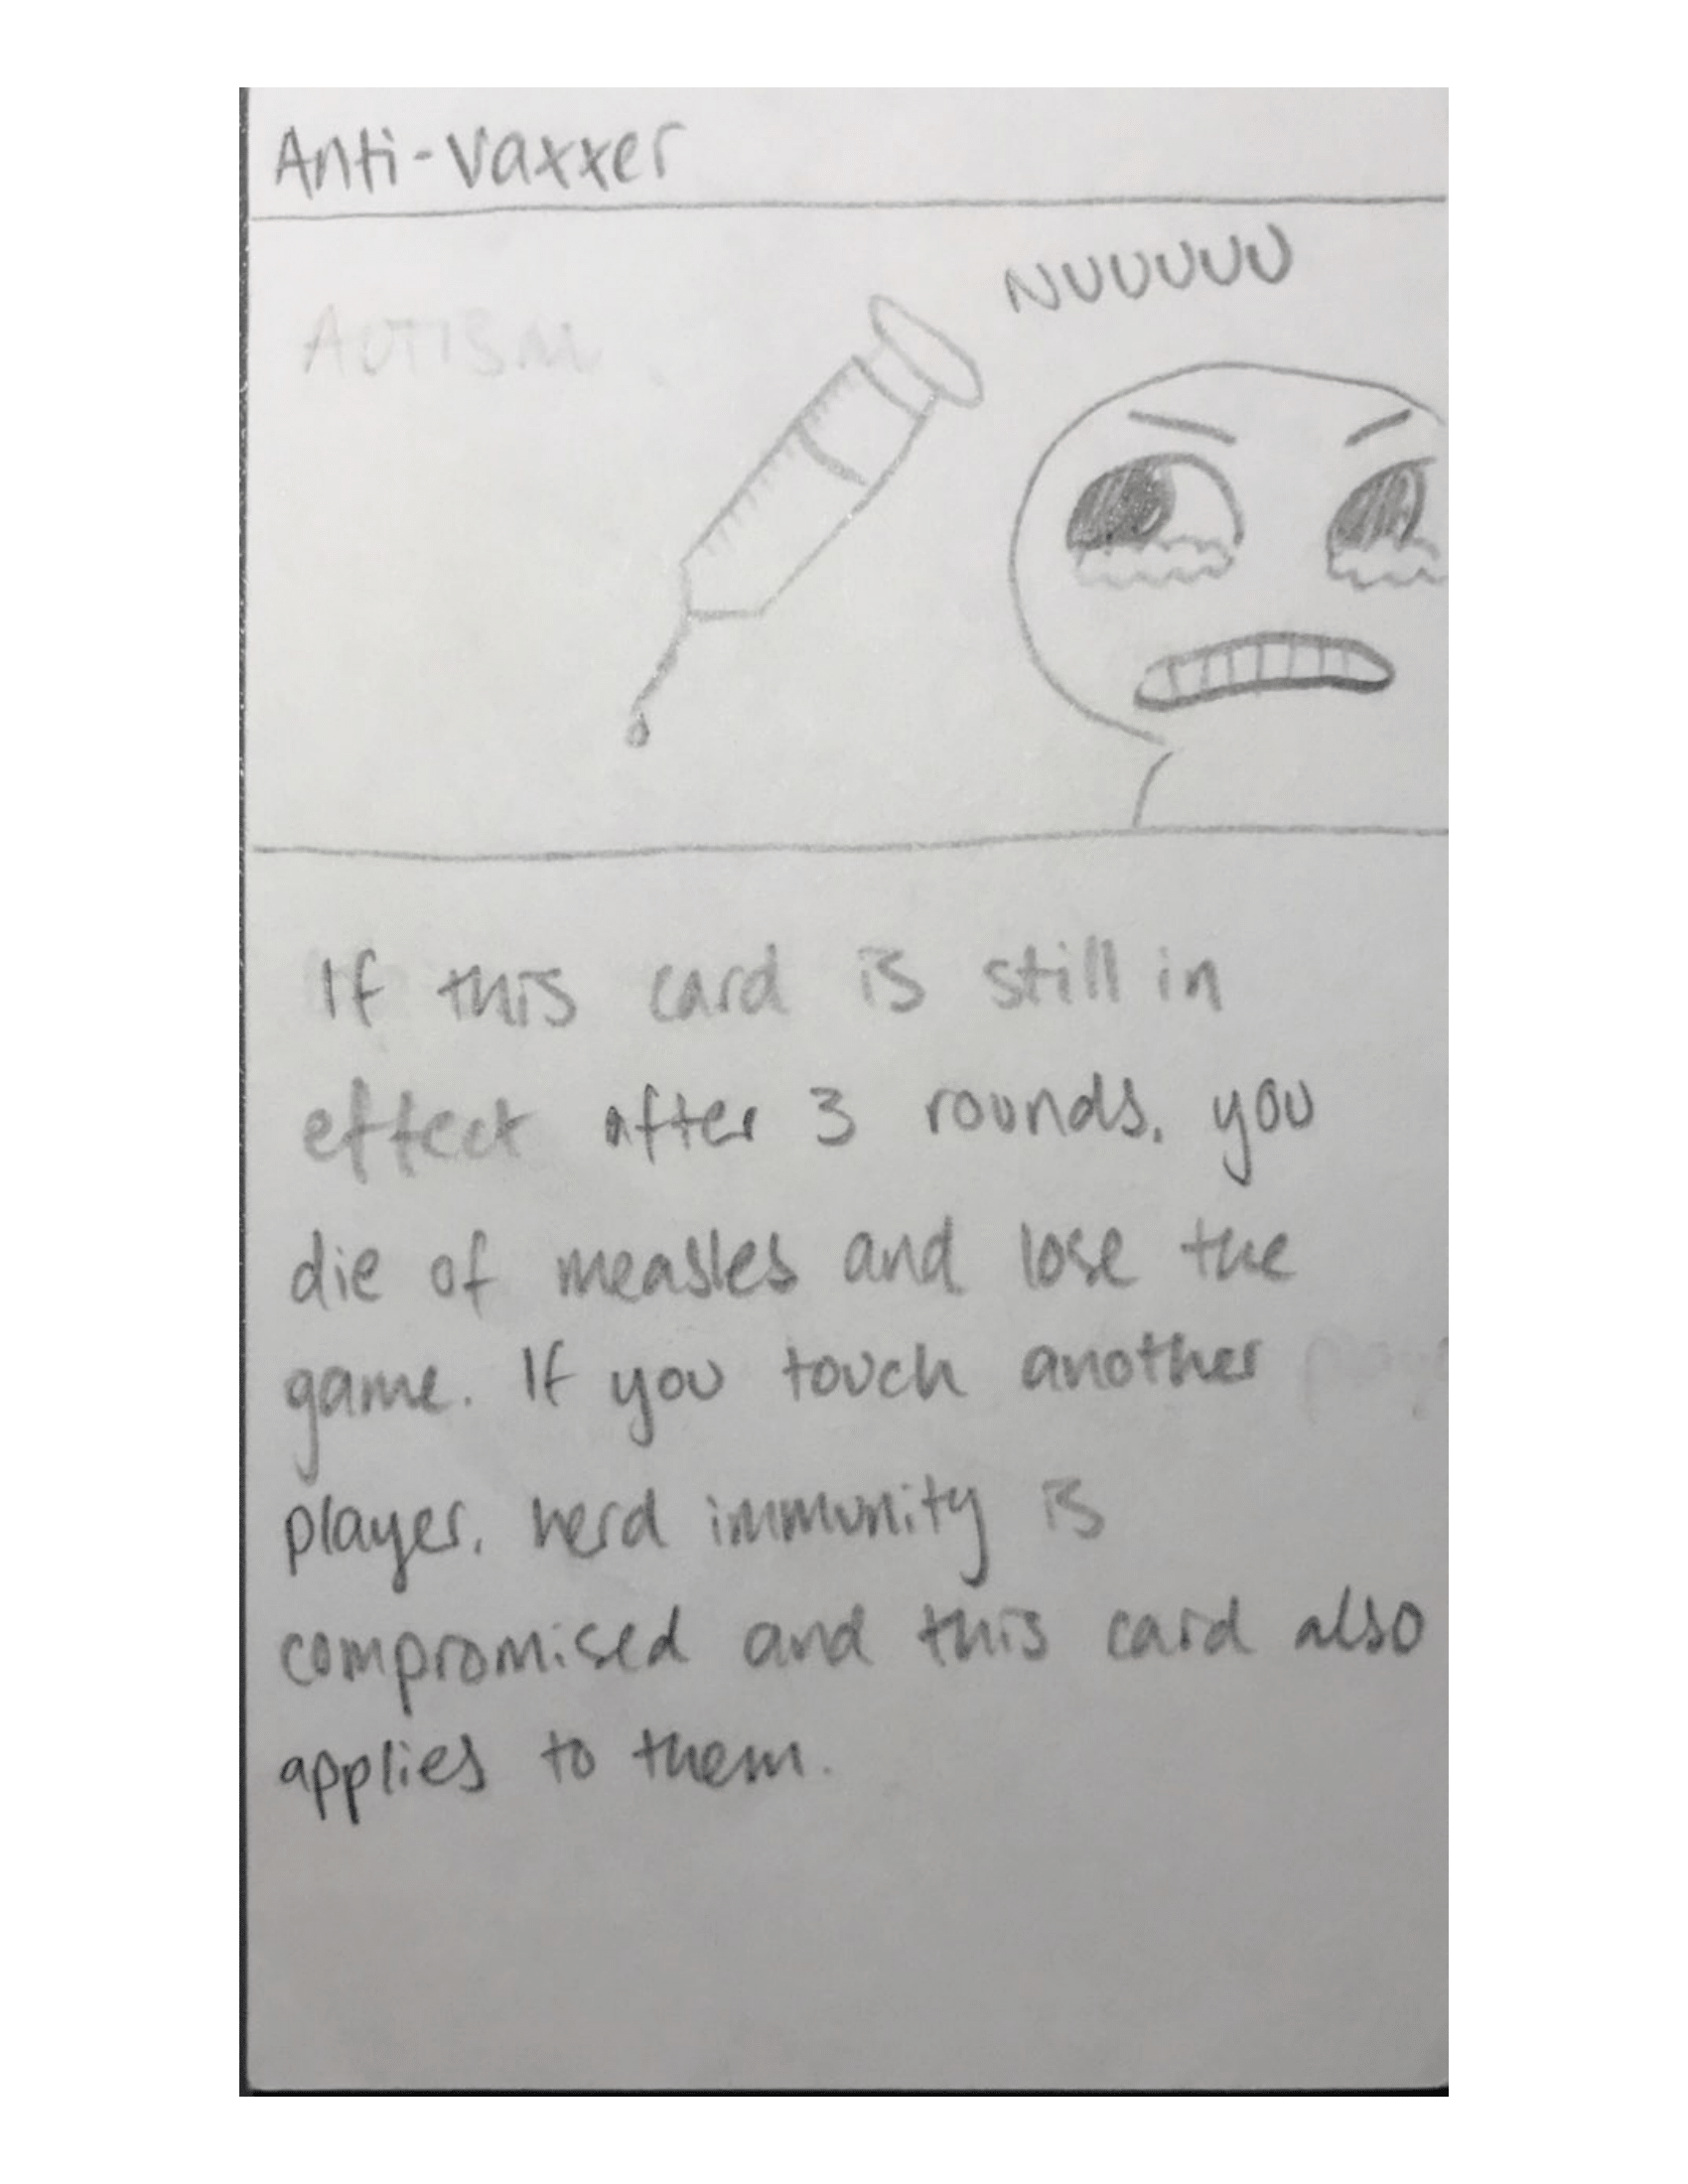 Anti-vaxxer
NUUUUU
AUTISM.
If this card is still in
effect after 3 rounds, you
die of measles and lose the
game. If you touch another
player, herd immunity is
compromised and this card also
applies to them.